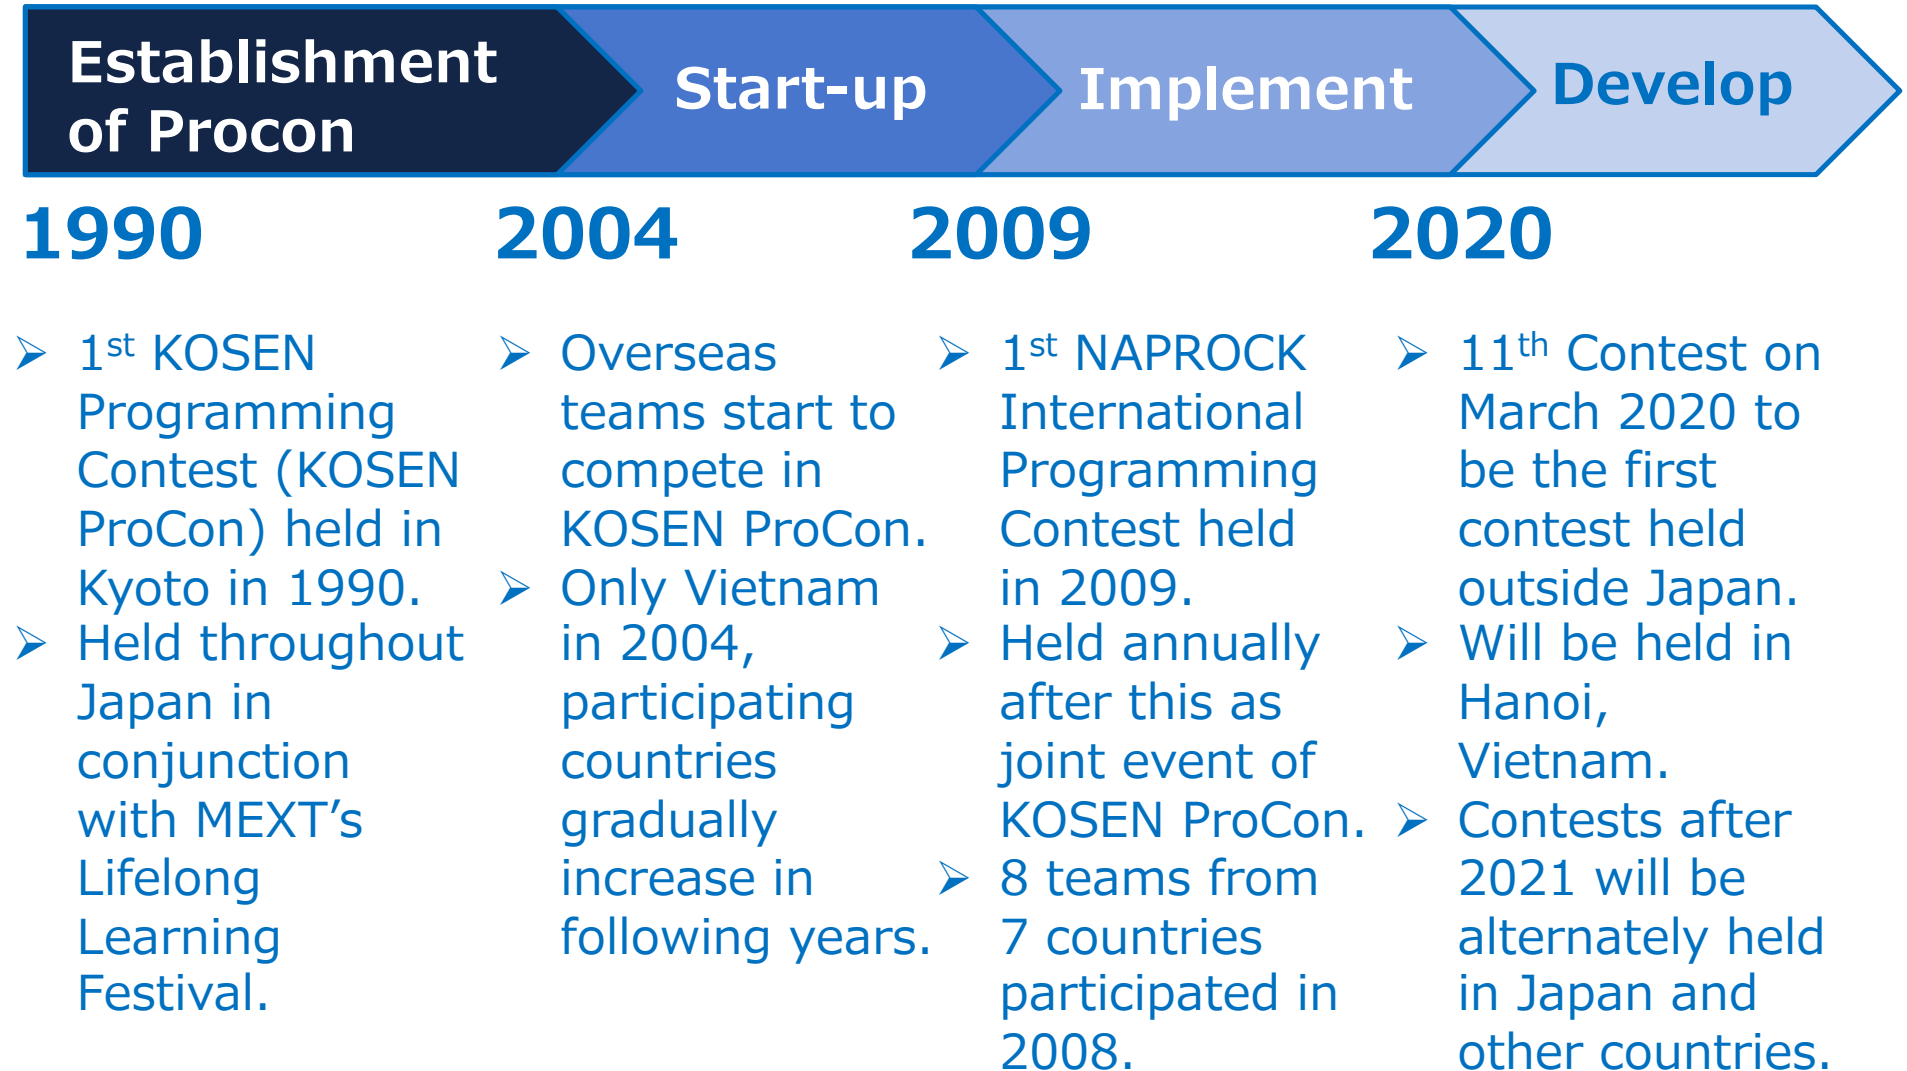 Establishment
of Procon
Start-up
Implement
Develop
1990
2004
2009
2020
➢ 1st KOSEN
Programming
Contest (KOSEN
ProCon) held in
Kyoto in 1990.
➢ Held throughout
Japan in
conjunction
with MEXT’s
Lifelong
Learning
Festival.
➢ Overseas
teams start to
compete in
KOSEN ProCon.
➢ Only Vietnam
in 2004,
participating
countries
gradually
increase in
following years.
➢ 1st NAPROCK
International
Programming
Contest held
in 2009.
➢ Held annually
after this as
joint event of
KOSEN ProCon.
➢ 8 teams from
7 countries
participated in
2008.
➢ 11th Contest on
March 2020 to
be the first
contest held
outside Japan.
➢ Will be held in
Hanoi,
Vietnam.
➢ Contests after
2021 will be
alternately held
in Japan and
other countries.